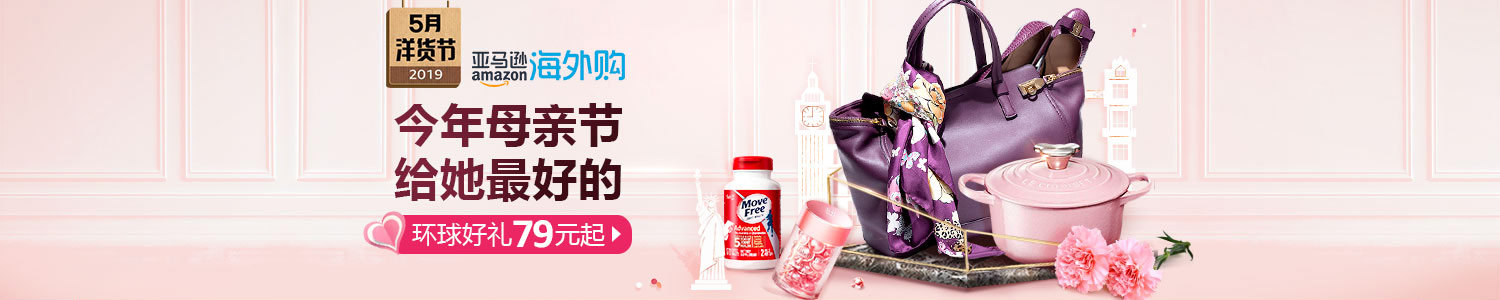 5月
洋货节
2019
亚马逊
amazon
海外购
今年母亲节
给她最好的
环球好礼79元起
Move
Free
Advanced